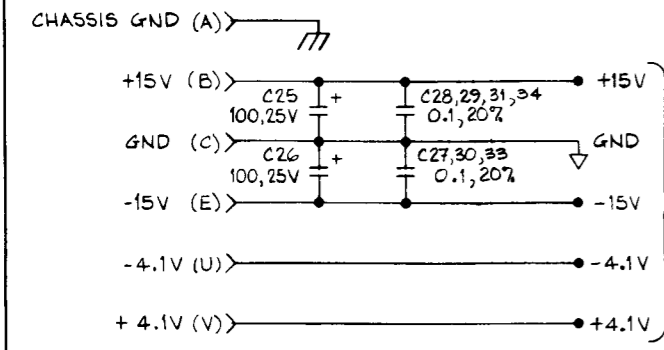 CHASSIS GND (A)
+15V (B)
C25 +
100,25V
C28,29,31,34
0.1,20%
+15V
GND (C)
GND
C26 +
100,25V
C27,30,33
0.1,20%
-15V (E)
-15V
-4.1V (U)
-4.1V
+ 4.1V (V)
+4.1V